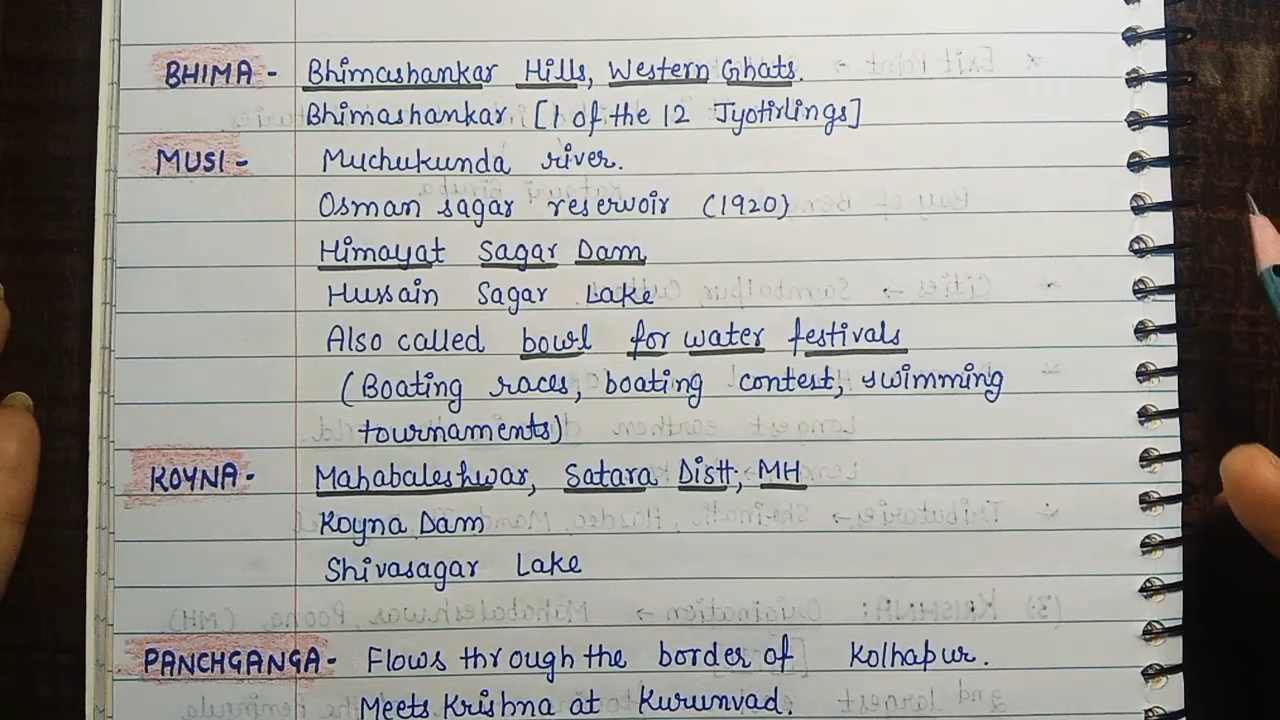 BHIMA - Bhimashankar Hills, Western Ghats.
Bhimashankar [1 of the 12 Jyotirlings]
MUSI - Muchukunda river.
Osman sagar reservoir (1920)
Himayat Sagar Dam
Hussain Sagar Lake
Also called bowl for water festivals
(Boating races, boating contest, swimming
tournaments)
KOYNA - Mahabaleshwar, Satara Distt, MH
Koyna Dam
Shivasagar Lake
PANCHGANGA - Flows through the border of Kolhapur.
Meets Krishna at Kurunvad.